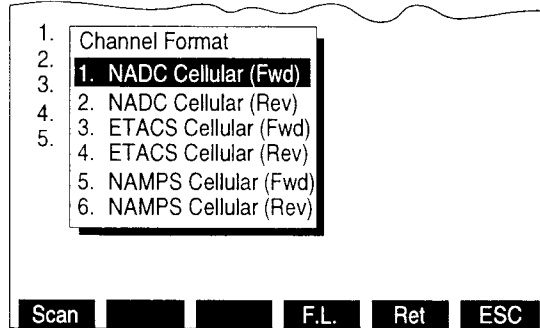 1.
2.
3.
4.
5.
Channel Format
1. NADC Cellular (Fwd)
2. NADC Cellular (Rev)
3. ETACS Cellular (Fwd)
4. ETACS Cellular (Rev)
5. NAMPS Cellular (Fwd)
6. NAMPS Cellular (Rev)
Scan F.L. Ret ESC